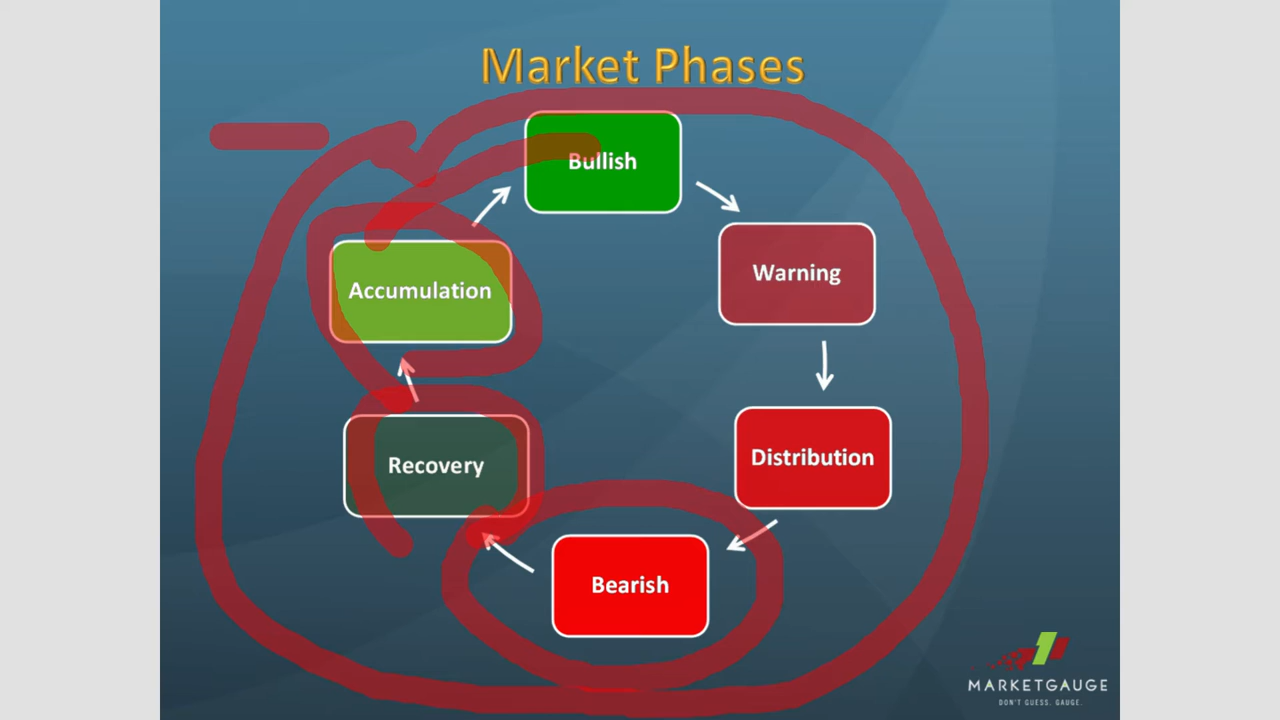 Market Phases
Bullish
Warning
Distribution
Bearish
Recovery
Accumulation
MARKETGAUGE
DON'T GUESS. GAUGE.